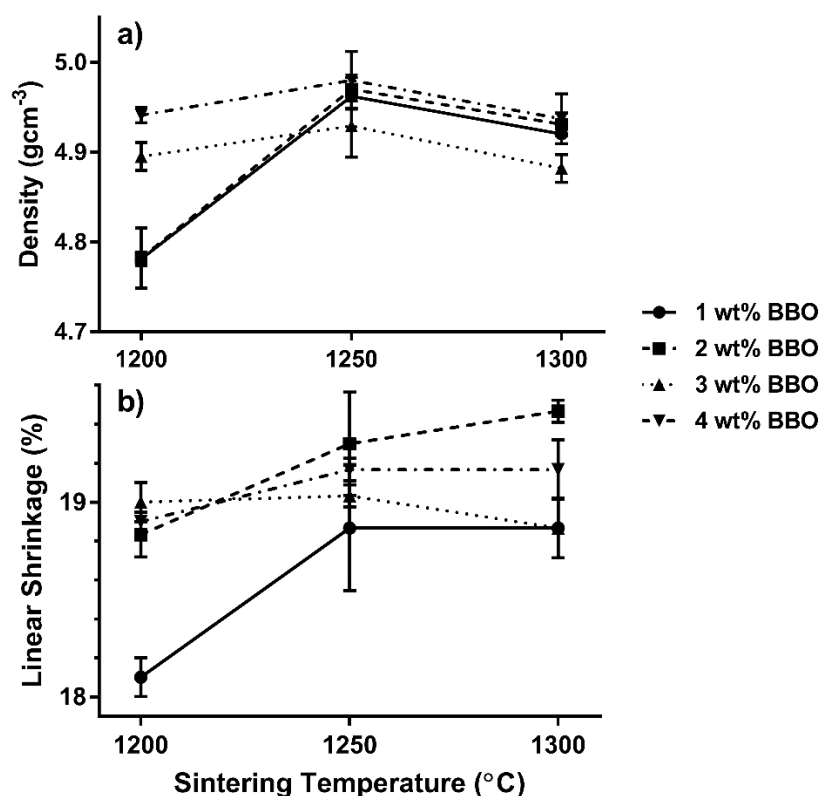 a)
5.0
4.9
4.8
4.7
Density (gcm-3)
1200
1250
1300
1 wt% BBO
2 wt% BBO
3 wt% BBO
4 wt% BBO
b)
19
18
Linear Shrinkage (%)
1200
1250
1300
Sintering Temperature (°C)